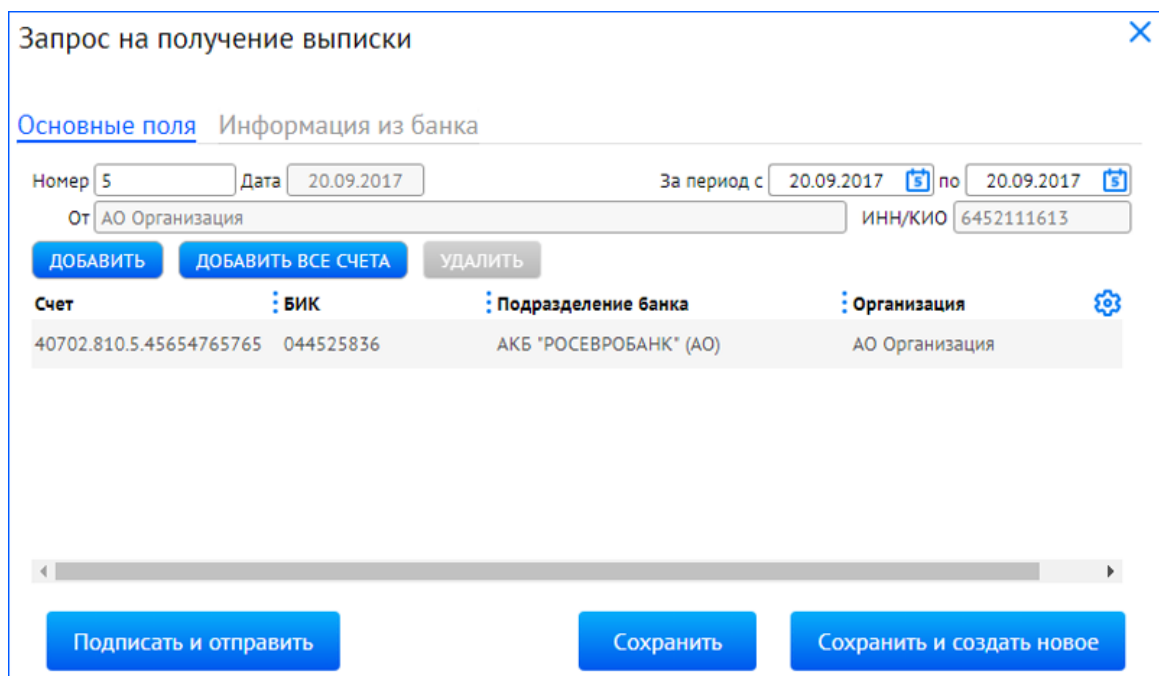 Запрос на получение выписки
Основные поля Информация из банка
Номер 5 Дата 20.09.2017 За период с 20.09.2017 5 по 20.09.2017 5
От АО Организация ИНН/КИО 6452111613
ДОБАВИТЬ ДОБАВИТЬ ВСЕ СЧЕТА УДАЛИТЬ
Счет БИК Подразделение банка Организация
40702.810.5.45654765765 044525836 АКБ "РОСЕВРОБАНК" (АО) АО Организация
Подписать и отправить Сохранить Сохранить и создать новое